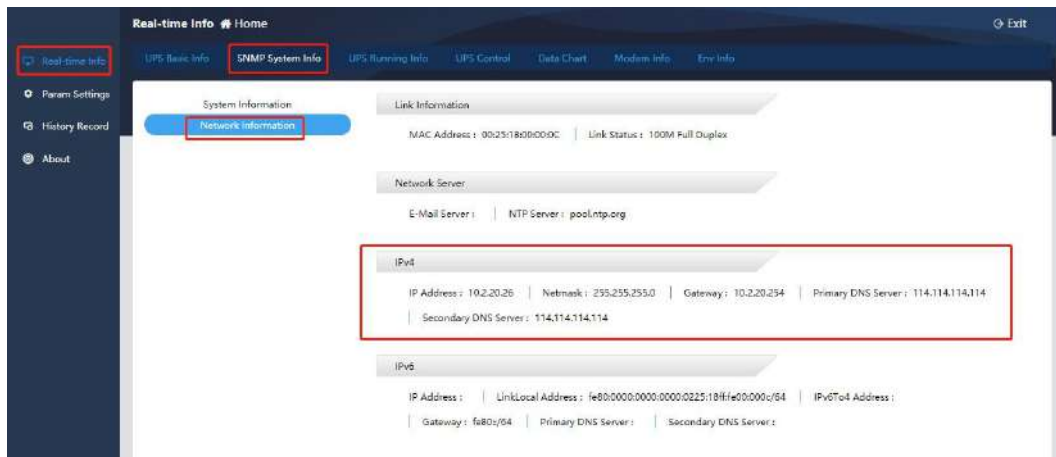 Real-time Info Home
Exit
Real-time Info
Param Settings
History Record
About
UPS Basic Info SNMP System Info UPS Running Info UPS Control Data Chart Modem Info Env Info
System Information
Network Information
Link Information
MAC Address : 00:25:18:00:00:0C Link Status : 100M Full Duplex
Network Server
E-Mail Server : NTP Server : pool.ntp.org
IPv4
IP Address : 10.2.20.26 Netmask : 255.255.255.0 Gateway : 10.2.20.254 Primary DNS Server : 114.114.114.114
Secondary DNS Server : 114.114.114.114
IPv6
IP Address : LinkLocal Address : fe80:0000:0000:0000:0225:18ff:fe00:000c/64 IPv6To4 Address :
Gateway : fe80::/64 Primary DNS Server : Secondary DNS Server :